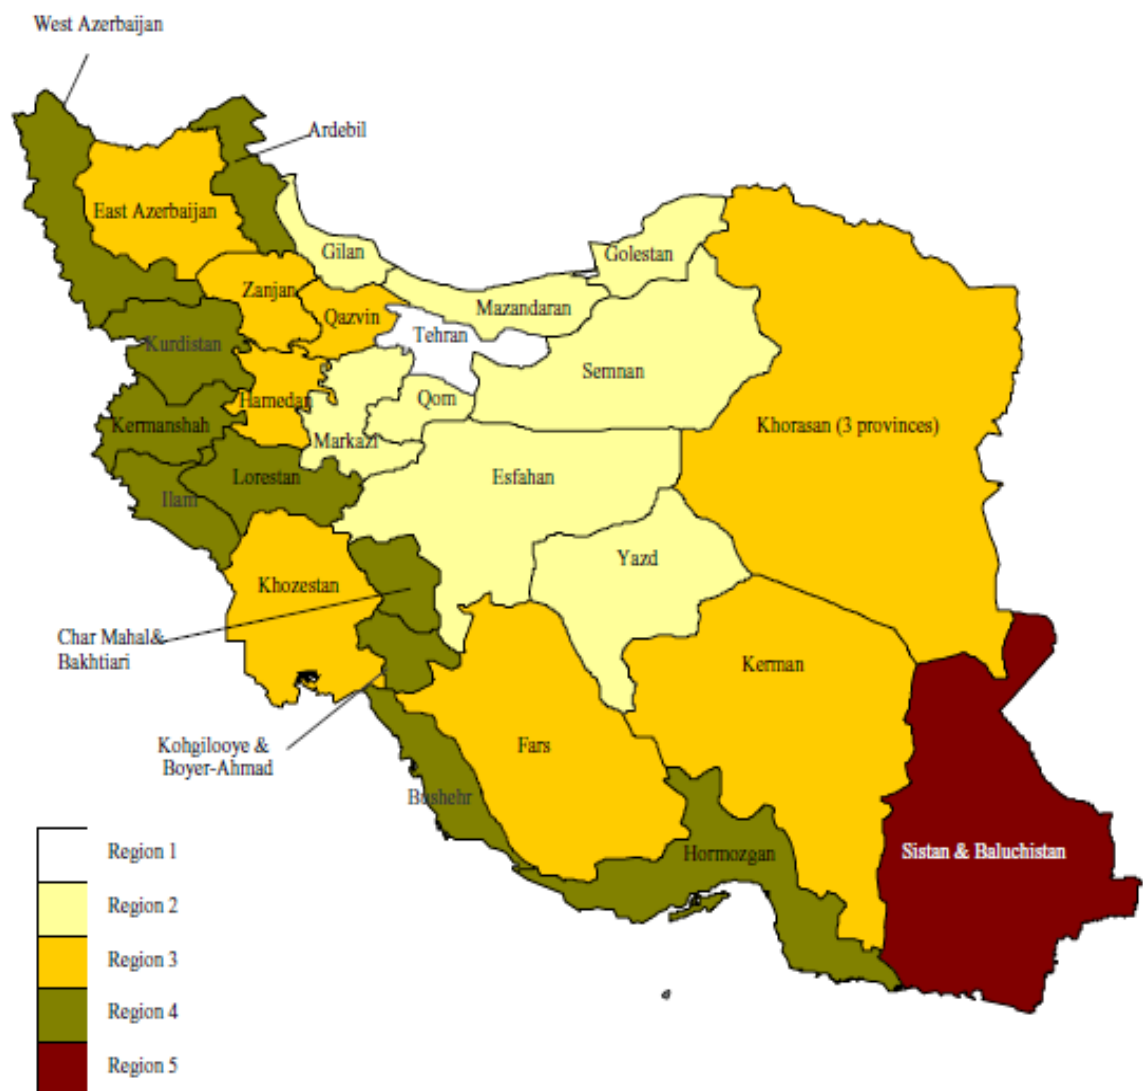 West Azerbaijan
Ardebil
East Azerbaijan
Gilan
Golestan
Zanjan
Mazandaran
Qazvin
Tehran
Kurdistan
Semnan
Hamedan
Qom
Kermanshah
Markazi
Khorasan (3 provinces)
Lorestan
Esfahan
Ilam
Yazd
Khozestan
Char Mahal&
Bakhtiari
Kerman
Kohgilooye &
Boyer-Ahmad
Fars
Bushehr
Hormozgan
Sistan & Baluchistan
Region 1
Region 2
Region 3
Region 4
Region 5